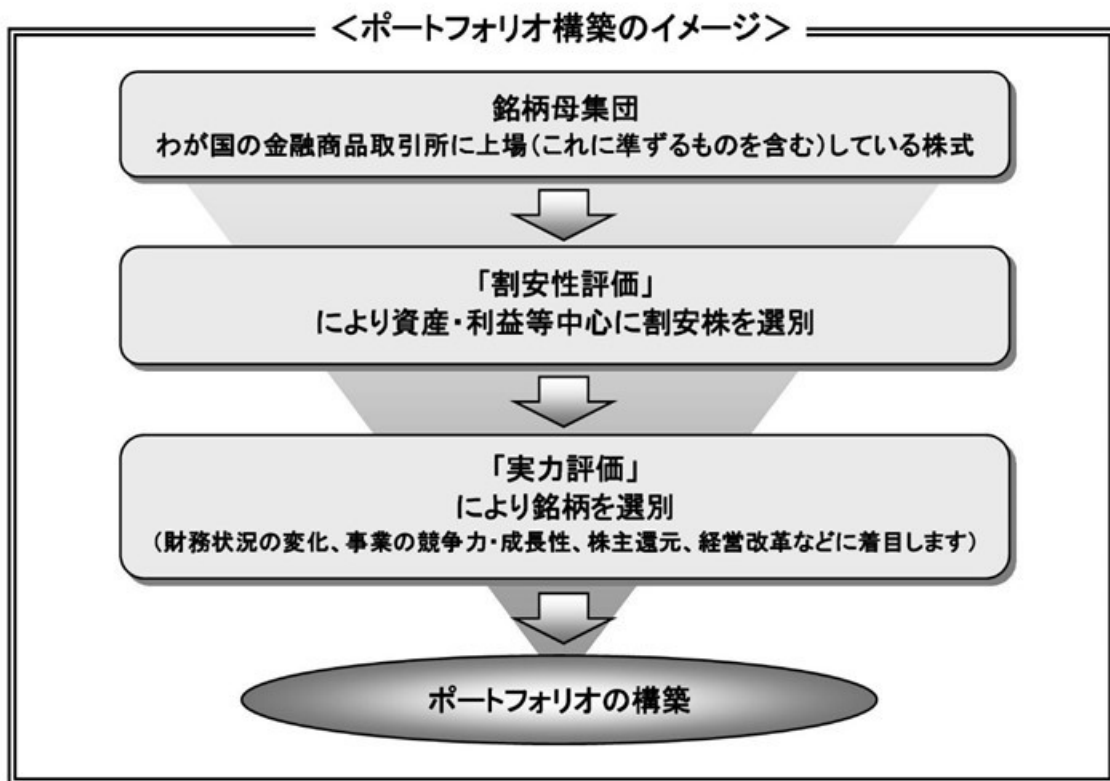 ＜ポートフォリオ構築のイメージ＞
銘柄母集団
わが国の金融商品取引所に上場(これに準ずるものを含む)している株式
「割安性評価」
により資産・利益等中心に割安株を選別
「実力評価」
により銘柄を選別
(財務状況の変化、事業の競争力・成長性、株主還元、経営改革などに着目します)
ポートフォリオの構築